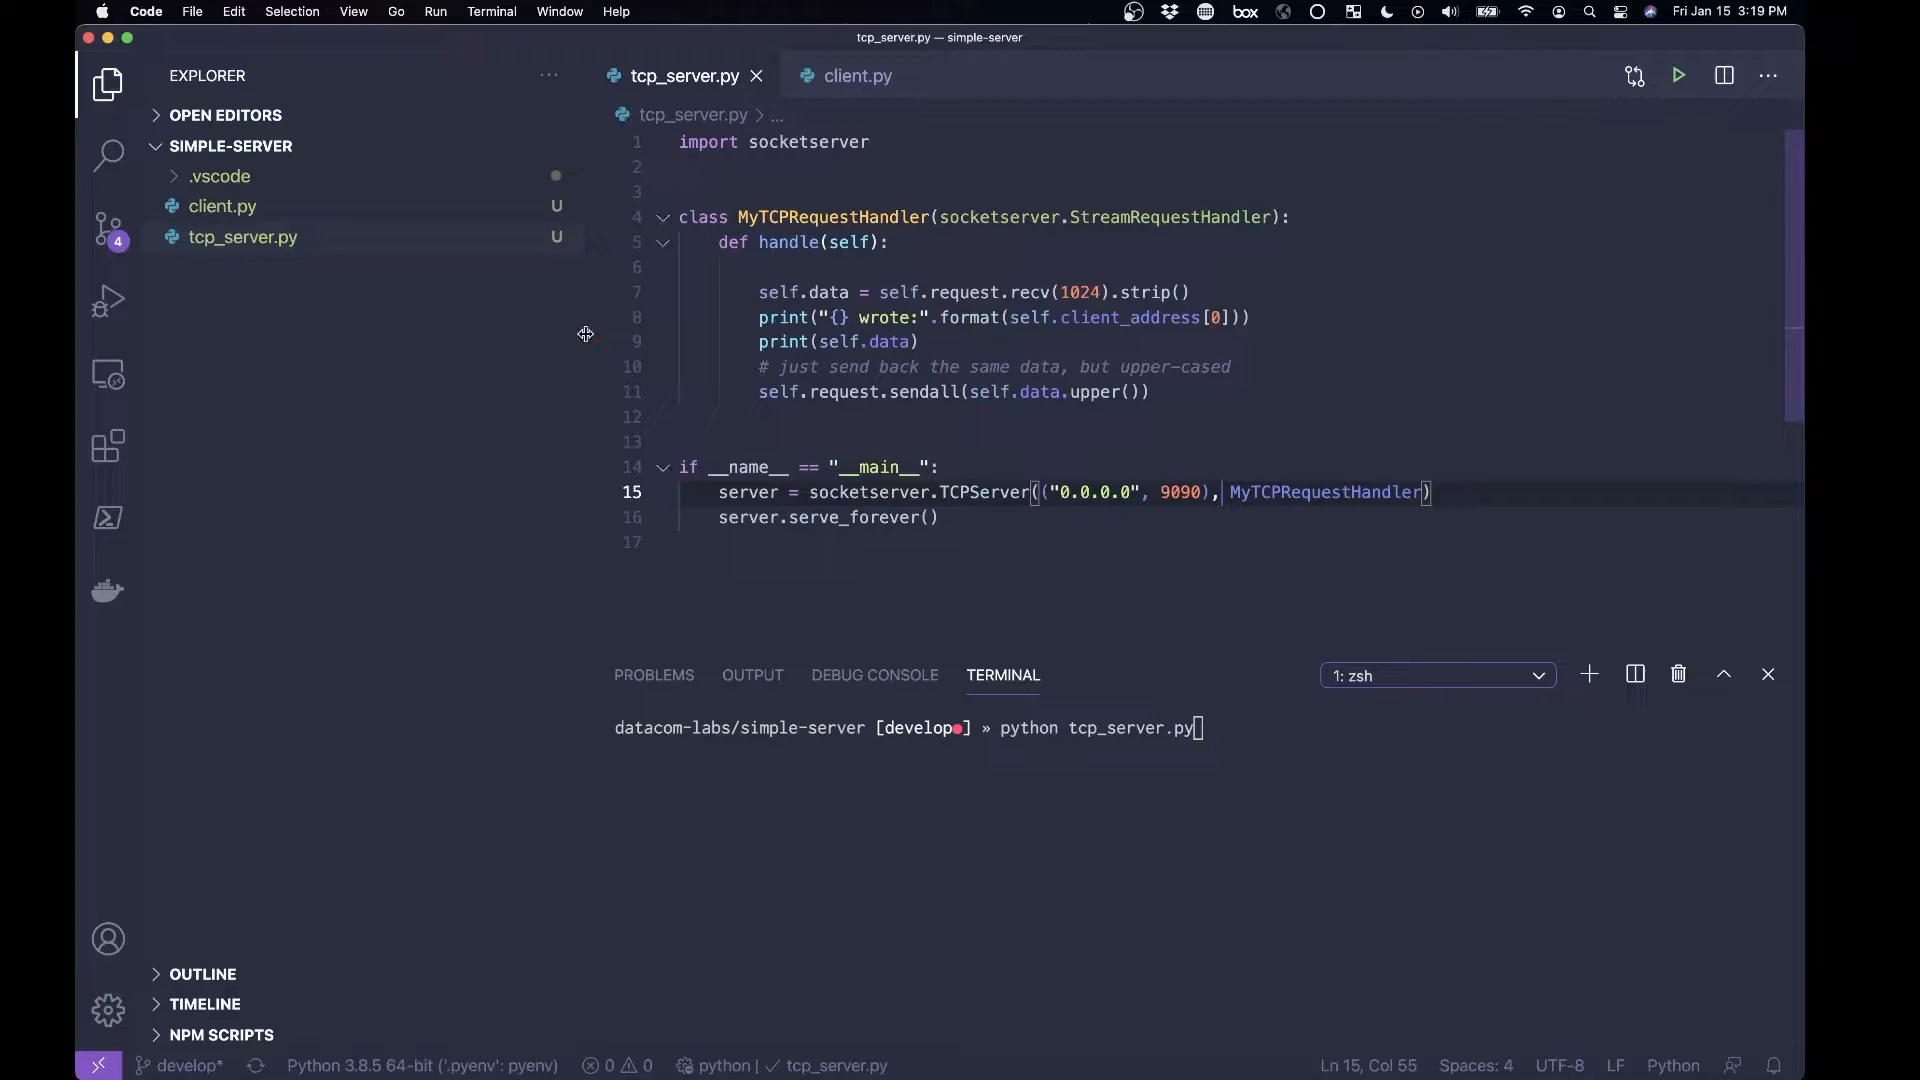 Code File Edit Selection View Go Run Terminal Window Help box Fri Jan 15 3:19 PM
tcp_server.py — simple-server
EXPLORER ···
OPEN EDITORS
SIMPLE-SERVER
.vscode
client.py U
tcp_server.py U
4
tcp_server.py client.py
tcp_server.py > ...
1 import socketserver
2
3
4 class MyTCPRequestHandler(socketserver.StreamRequestHandler):
5 def handle(self):
6
7 self.data = self.request.recv(1024).strip()
8 print("{} wrote:".format(self.client_address[0]))
9 print(self.data)
10 # just send back the same data, but upper-cased
11 self.request.sendall(self.data.upper())
12
13
14 if __name__ == "__main__":
15 server = socketserver.TCPServer(("0.0.0.0", 9090), MyTCPRequestHandler)
16 server.serve_forever()
17
PROBLEMS OUTPUT DEBUG CONSOLE TERMINAL 1: zsh
datacom-labs/simple-server [develop●] » python tcp_server.py
OUTLINE
TIMELINE
NPM SCRIPTS
develop* Python 3.8.5 64-bit ('.pyenv': pyenv) 0 0 python | ✓ tcp_server.py Ln 15, Col 55 Spaces: 4 UTF-8 LF Python